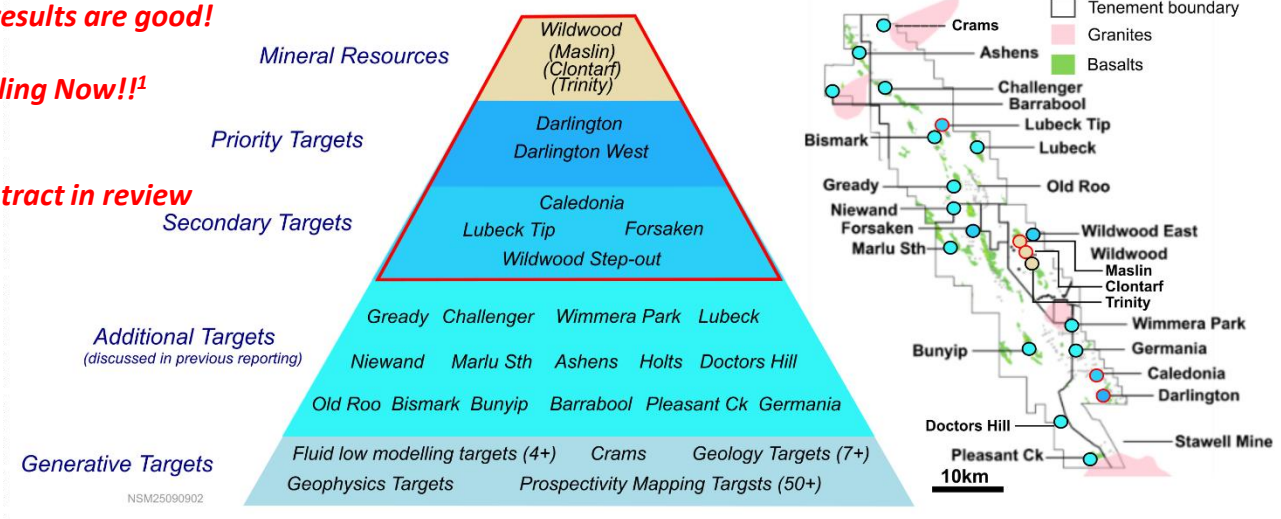 results are good!
ling Now!!¹
tract in review
Mineral Resources
Wildwood
(Maslin)
(Clontarf)
(Trinity)
Priority Targets
Darlington
Darlington West
Secondary Targets
Caledonia
Lubeck Tip Forsaken
Wildwood Step-out
Additional Targets
(discussed in previous reporting)
Gready Challenger Wimmera Park Lubeck
Niewand Marlu Sth Ashens Holts Doctors Hill
Old Roo Bismark Bunyip Barrabool Pleasant Ck Germania
Generative Targets
Fluid low modelling targets (4+) Crams Geology Targets (7+)
Geophysics Targets Prospectivity Mapping Targsts (50+)
NSM25090902
Tenement boundary
Granites
Basalts
Crams
Ashens
Challenger
Barrabool
Lubeck Tip
Bismark
Lubeck
Gready
Old Roo
Niewand
Forsaken
Wildwood East
Marlu Sth
Wildwood
Maslin
Clontarf
Trinity
Wimmera Park
Bunyip
Germania
Caledonia
Darlington
Doctors Hill
Stawell Mine
Pleasant Ck
10km